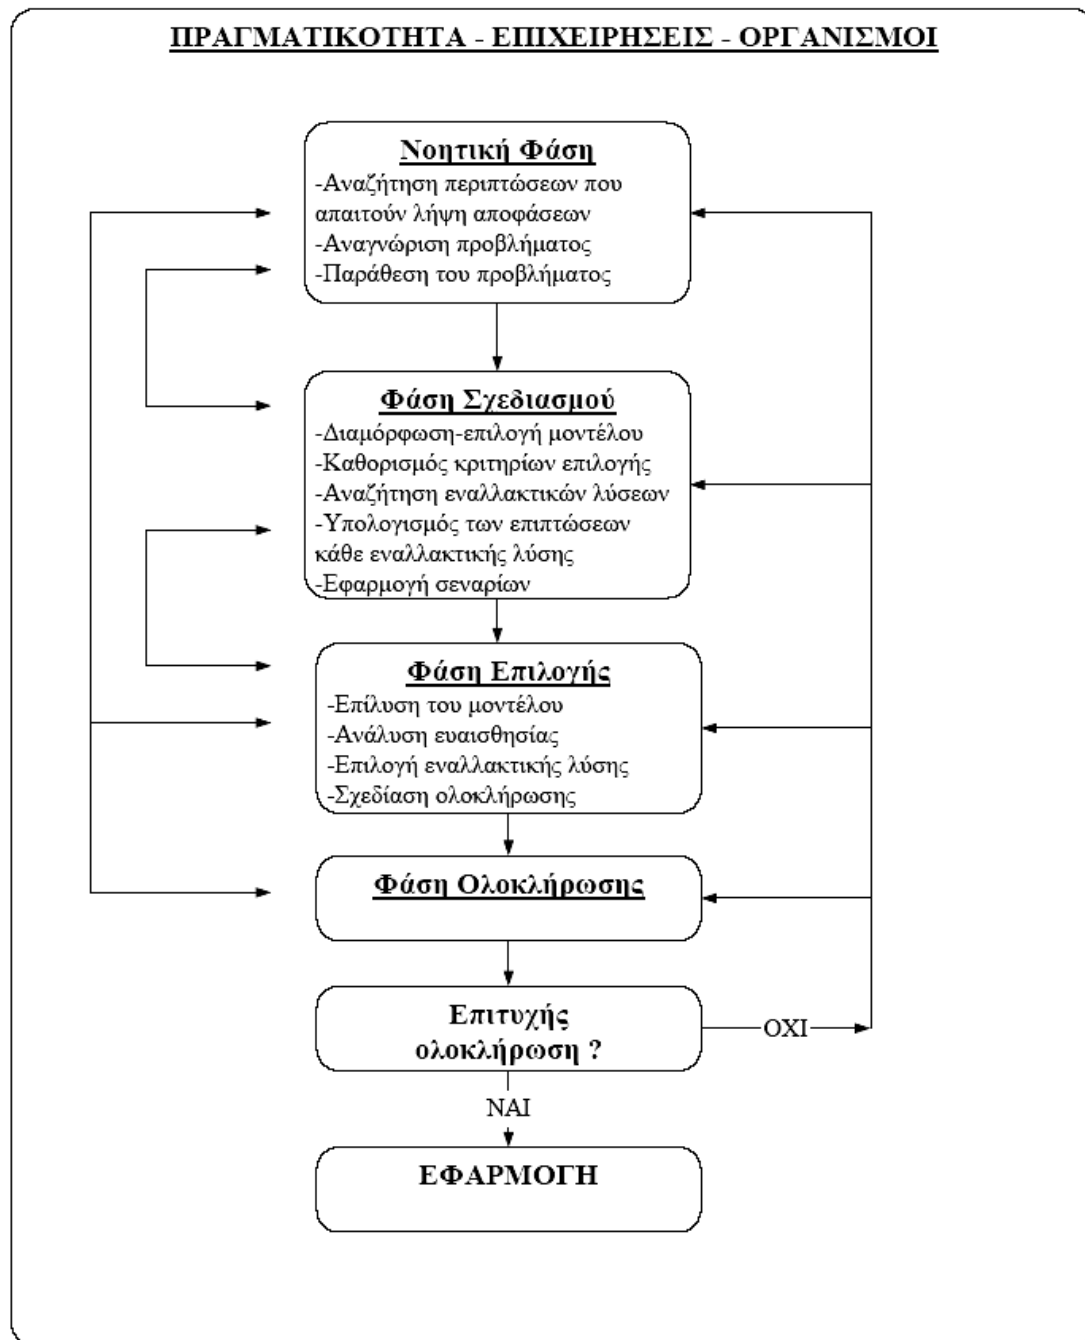 ΠΡΑΓΜΑΤΙΚΟΤΗΤΑ - ΕΠΙΧΕΙΡΗΣΕΙΣ - ΟΡΓΑΝΙΣΜΟΙ
Νοητική Φάση
-Αναζήτηση περιπτώσεων που
απαιτούν λήψη αποφάσεων
-Αναγνώριση προβλήματος
-Παράθεση του προβλήματος
Φάση Σχεδιασμού
-Διαμόρφωση-επιλογή μοντέλου
-Καθορισμός κριτηρίων επιλογής
-Αναζήτηση εναλλακτικών λύσεων
-Υπολογισμός των επιπτώσεων
κάθε εναλλακτικής λύσης
-Εφαρμογή σεναρίων
Φάση Επιλογής
-Επίλυση του μοντέλου
-Ανάλυση ευαισθησίας
-Επιλογή εναλλακτικής λύσης
-Σχεδίαση ολοκλήρωσης
Φάση Ολοκλήρωσης
Επιτυχής
ολοκλήρωση ?
ΟΧΙ
ΝΑΙ
ΕΦΑΡΜΟΓΗ